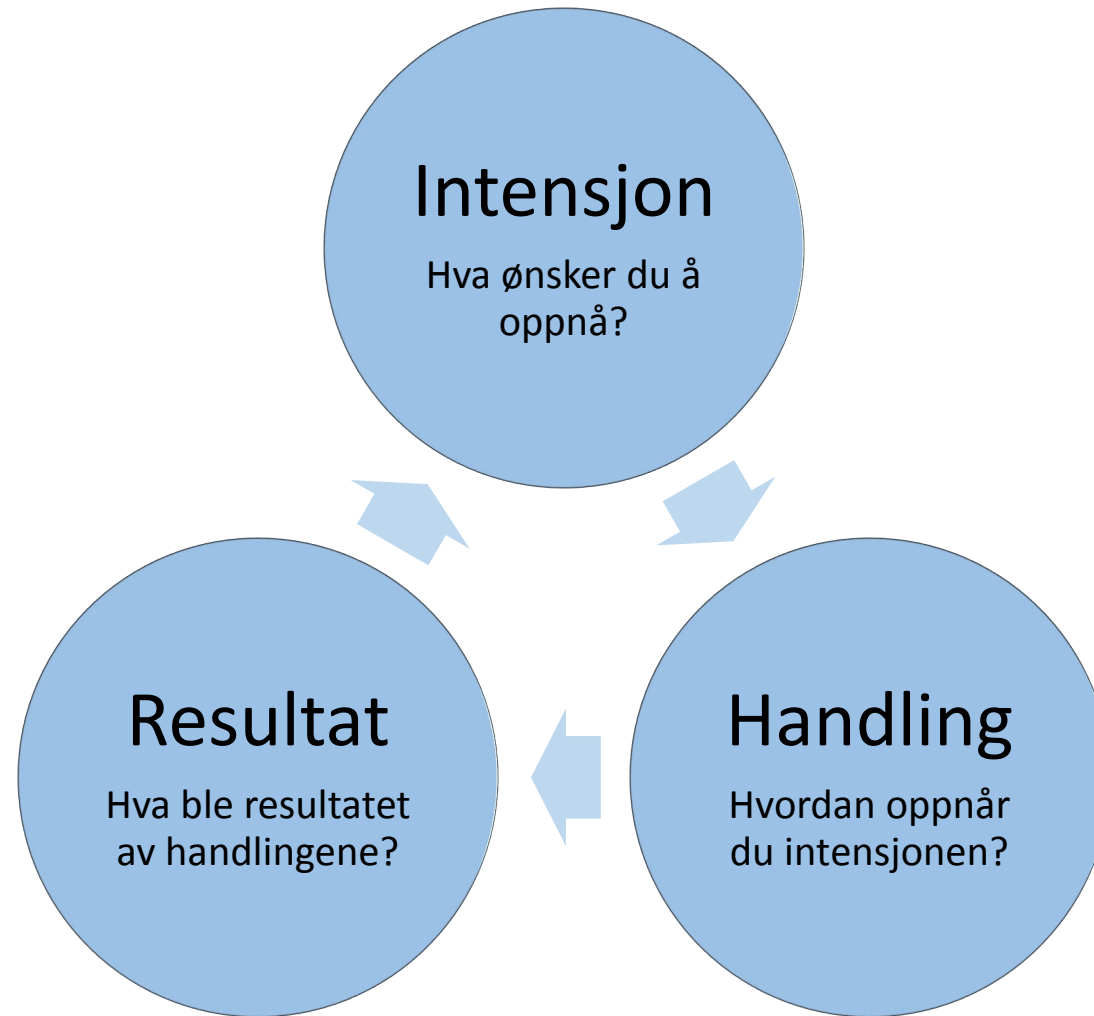 Intensjon
Hva ønsker du å
oppnå?
Resultat
Hva ble resultatet
av handlingene?
Handling
Hvordan oppnår
du intensjonen?